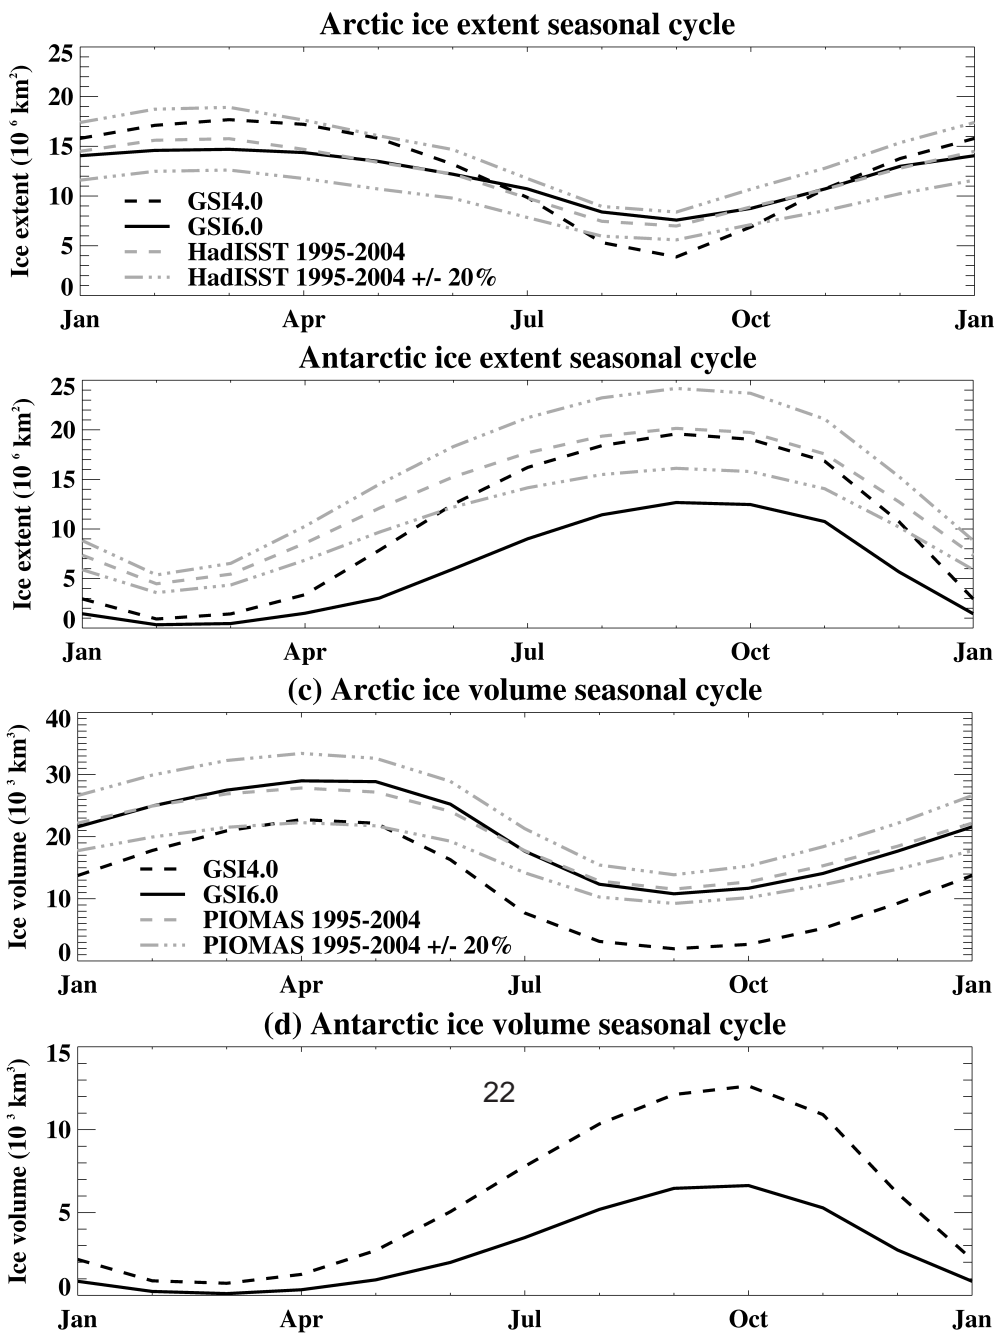 Arctic ice extent seasonal cycle
Ice extent (10⁶ km²)
25
20
15
10
5
0
GSI4.0
GSI6.0
HadISST 1995-2004
HadISST 1995-2004 +/- 20%
Jan Apr Jul Oct Jan
Antarctic ice extent seasonal cycle
Ice extent (10⁶ km²)
25
20
15
10
5
0
Jan Apr Jul Oct Jan
(c) Arctic ice volume seasonal cycle
Ice volume (10³ km³)
40
30
20
10
0
GSI4.0
GSI6.0
PIOMAS 1995-2004
PIOMAS 1995-2004 +/- 20%
Jan Apr Jul Oct Jan
(d) Antarctic ice volume seasonal cycle
Ice volume (10³ km³)
15
10
5
0
22
Jan Apr Jul Oct Jan